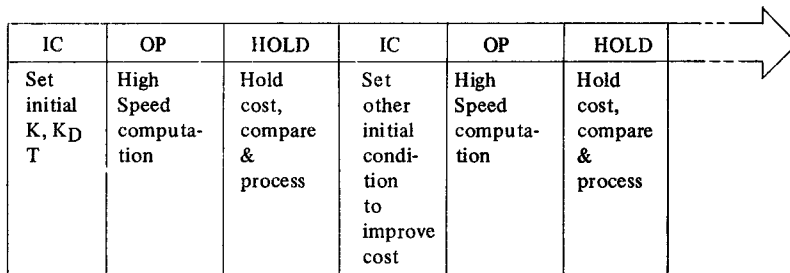 IC OP HOLD IC OP HOLD
Set initial K, K_D T
High Speed computa- tion
Hold cost, compare & process
Set other initial condi- tion to improve cost
High Speed computa- tion
Hold cost, compare & process